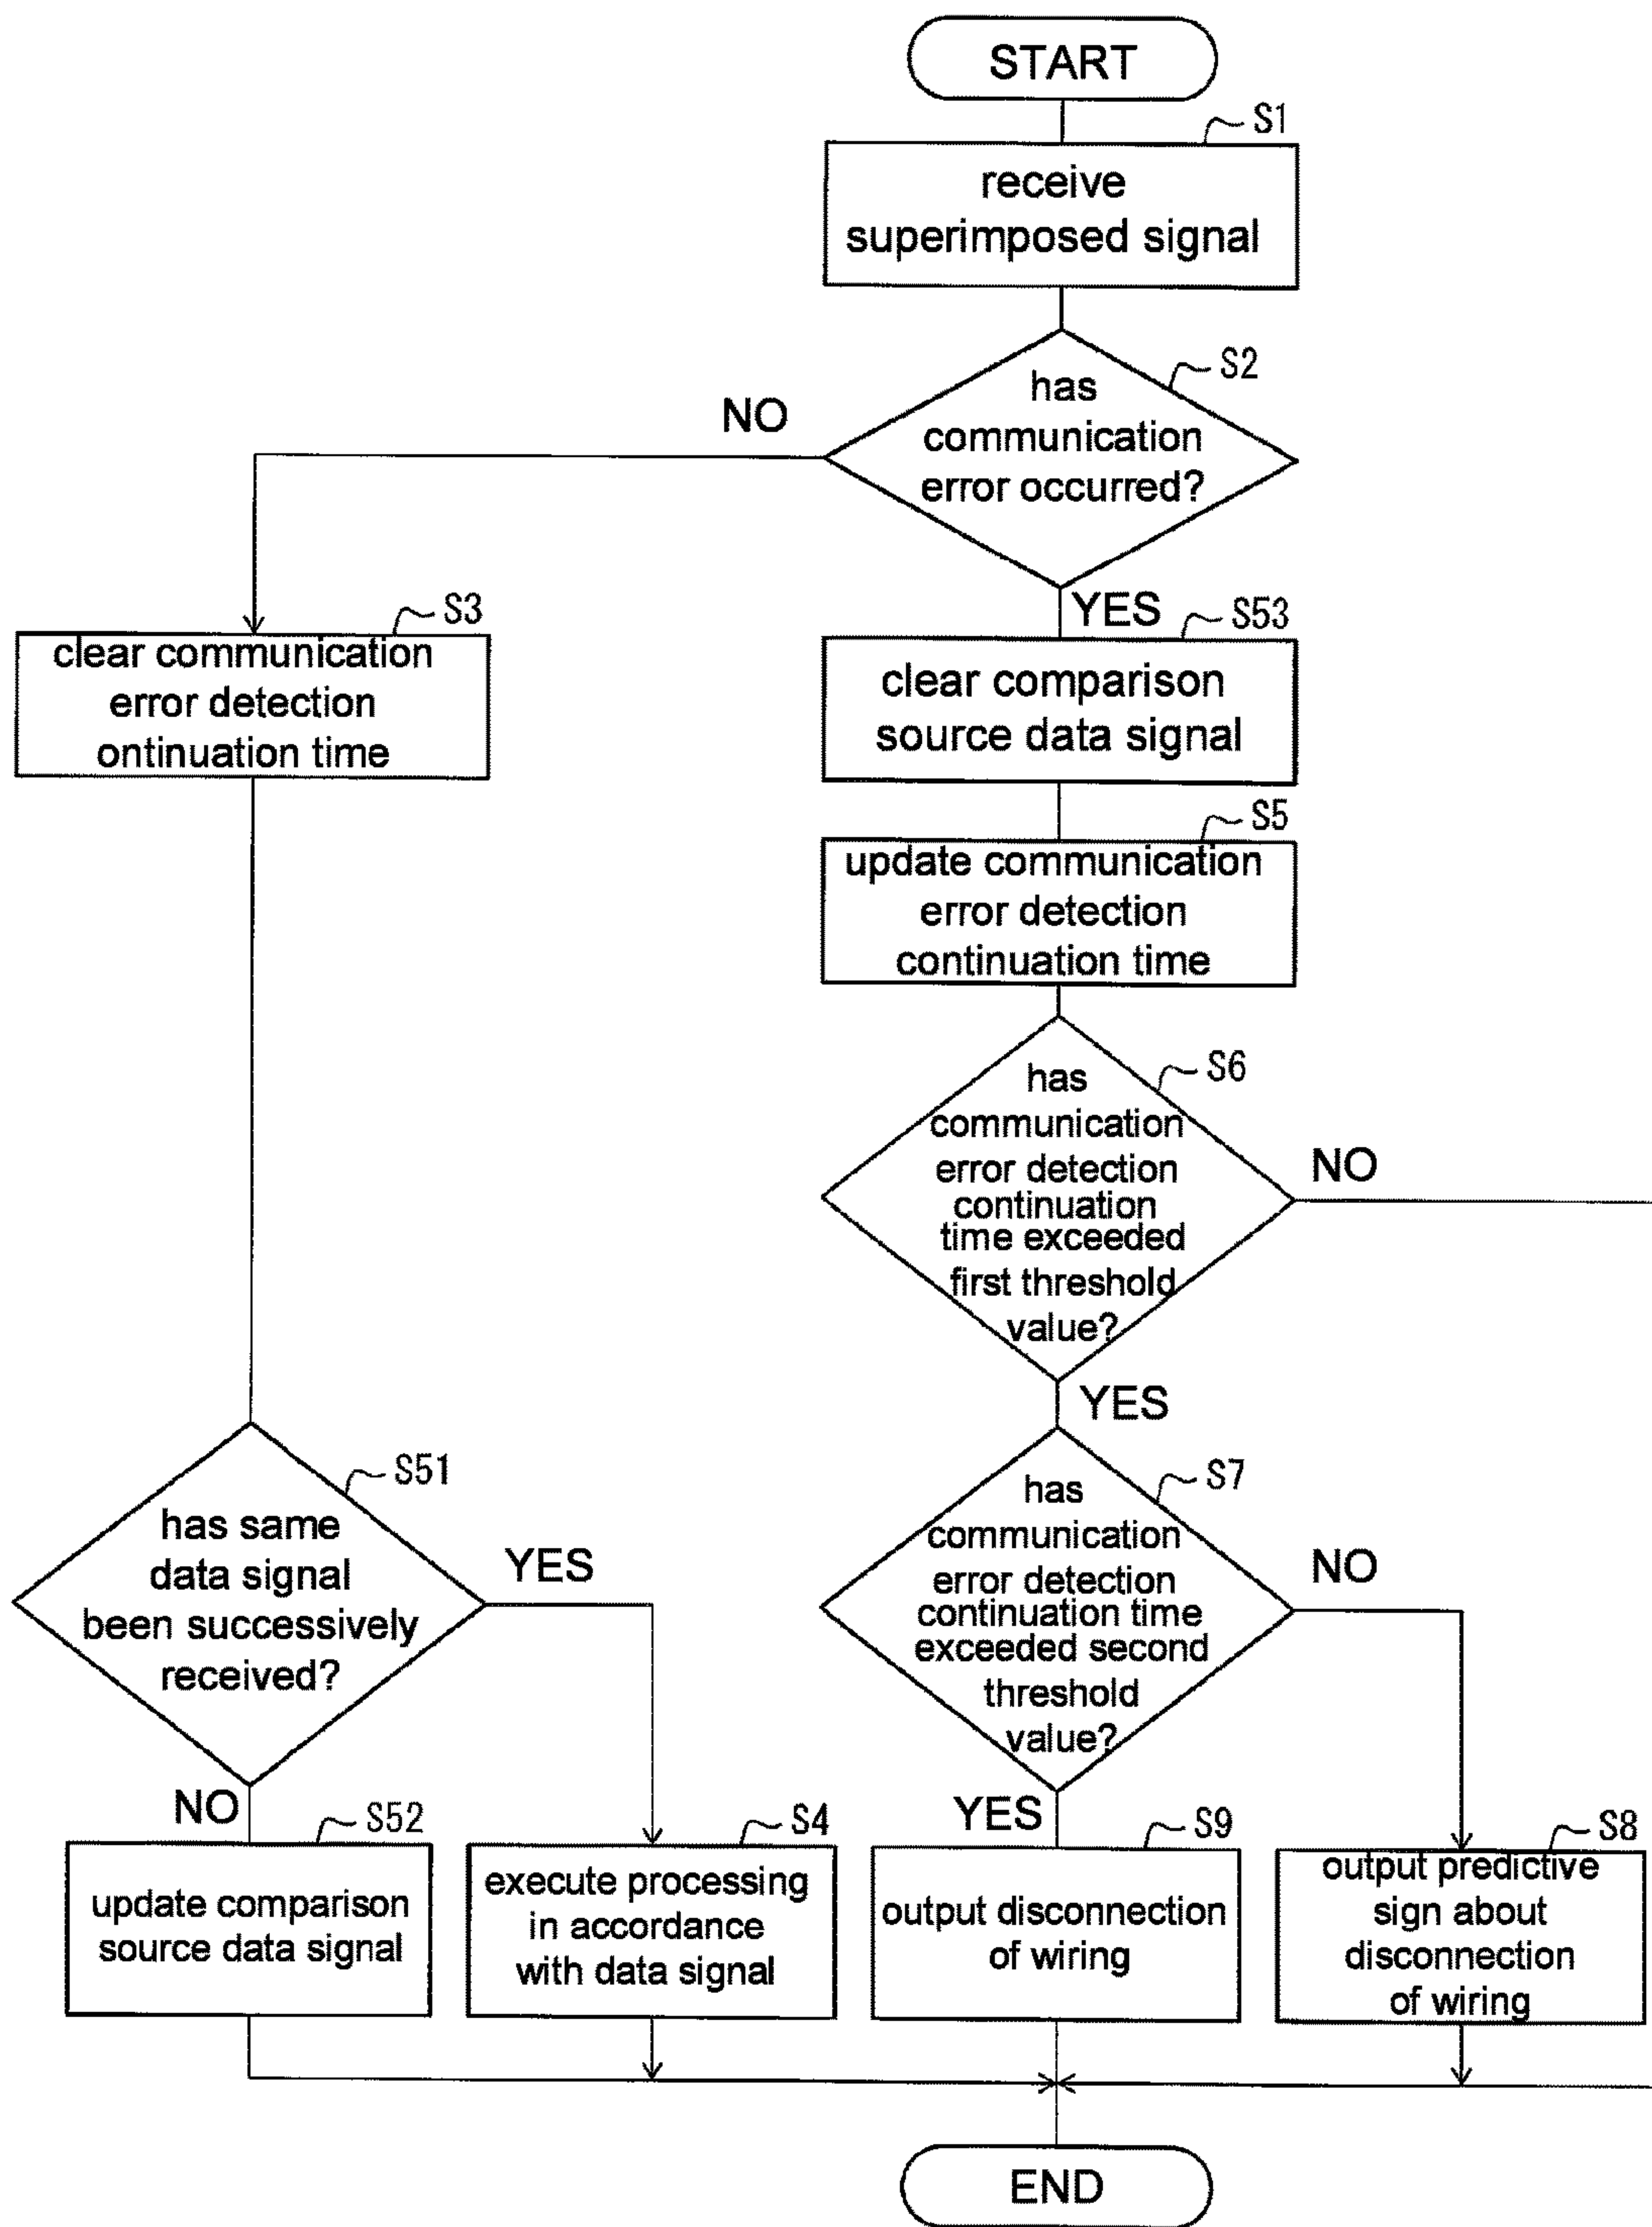 START
S1
receive
superimposed signal
S2
has
communication
error occurred?
NO
YES
S3
clear communication
error detection
ontinuation time
S53
clear comparison
source data signal
S5
update communication
error detection
continuation time
S6
has
communication
error detection
continuation
time exceeded
first threshold
value?
NO
YES
S51
has same
data signal
been successively
received?
YES
NO
S7
has
communication
error detection
continuation time
exceeded second
threshold
value?
NO
YES
S52
update comparison
source data signal
S4
execute processing
in accordance
with data signal
S9
output disconnection
of wiring
S8
output predictive
sign about
disconnection
of wiring
END